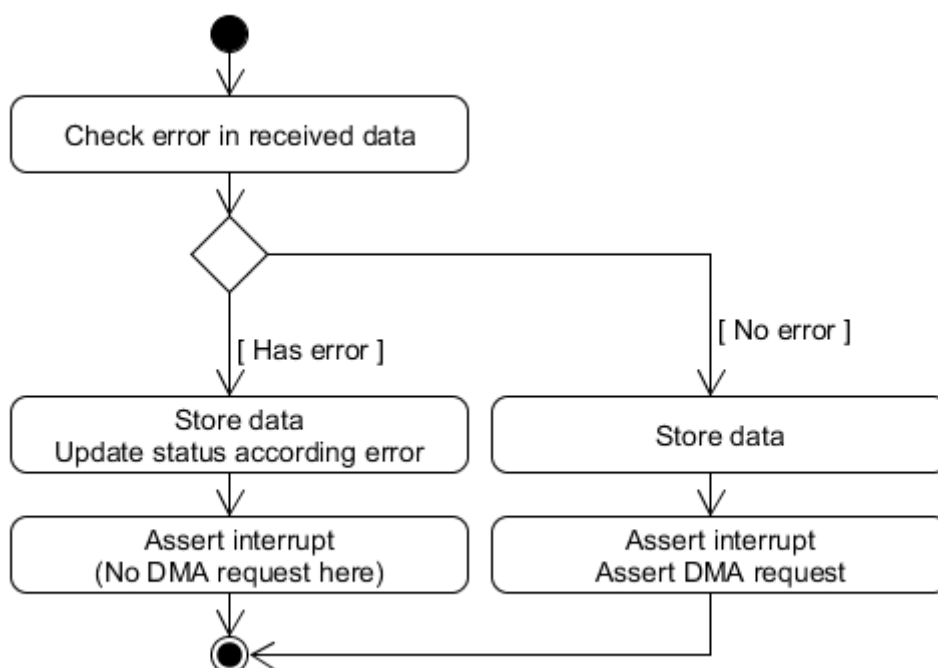 Check error in received data
[ Has error ]
[ No error ]
Store data
Update status according error
Store data
Assert interrupt
(No DMA request here)
Assert interrupt
Assert DMA request